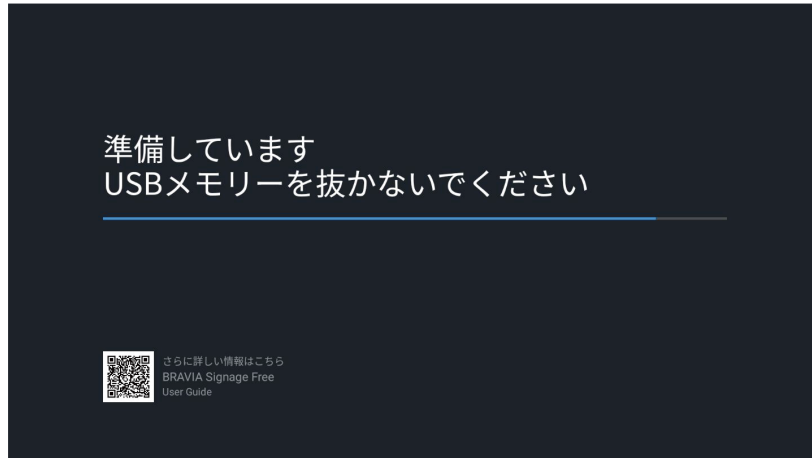 準備しています
USBメモリーを抜かないでください
さらに詳しい情報はこちら
BRAVIA Signage Free
User Guide